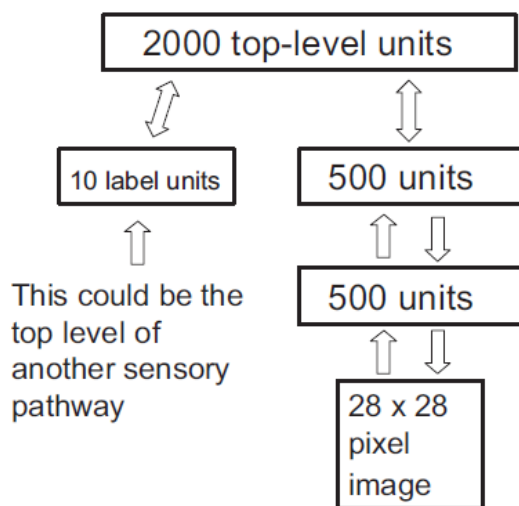 2000 top-level units
10 label units
500 units
500 units
This could be the
top level of
another sensory
pathway
28 x 28
pixel
image